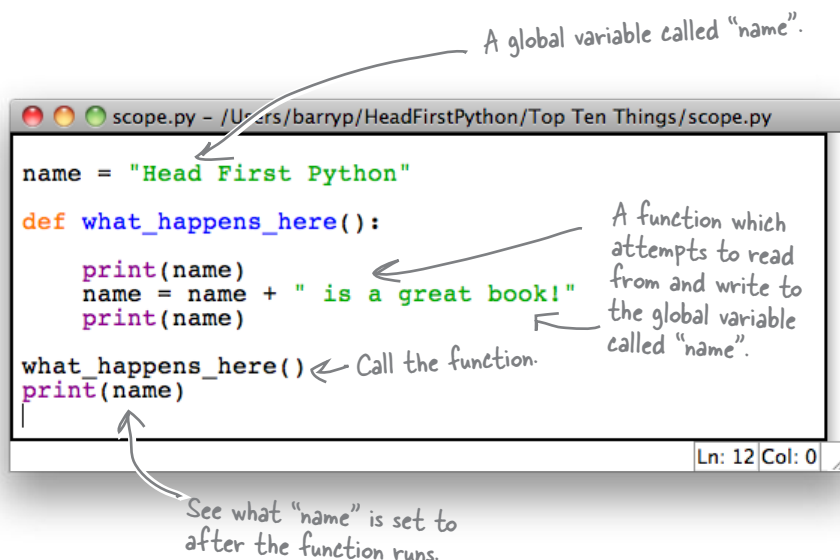 A global variable called “name”.
scope.py – /Users/barryp/HeadFirstPython/Top Ten Things/scope.py
name = "Head First Python"
def what_happens_here():
print(name)
name = name + " is a great book!"
print(name)
A function which
attempts to read
from and write to
the global variable
called “name”.
what_happens_here()
Call the function.
print(name)
Ln: 12 Col: 0
See what “name” is set to
after the function runs.